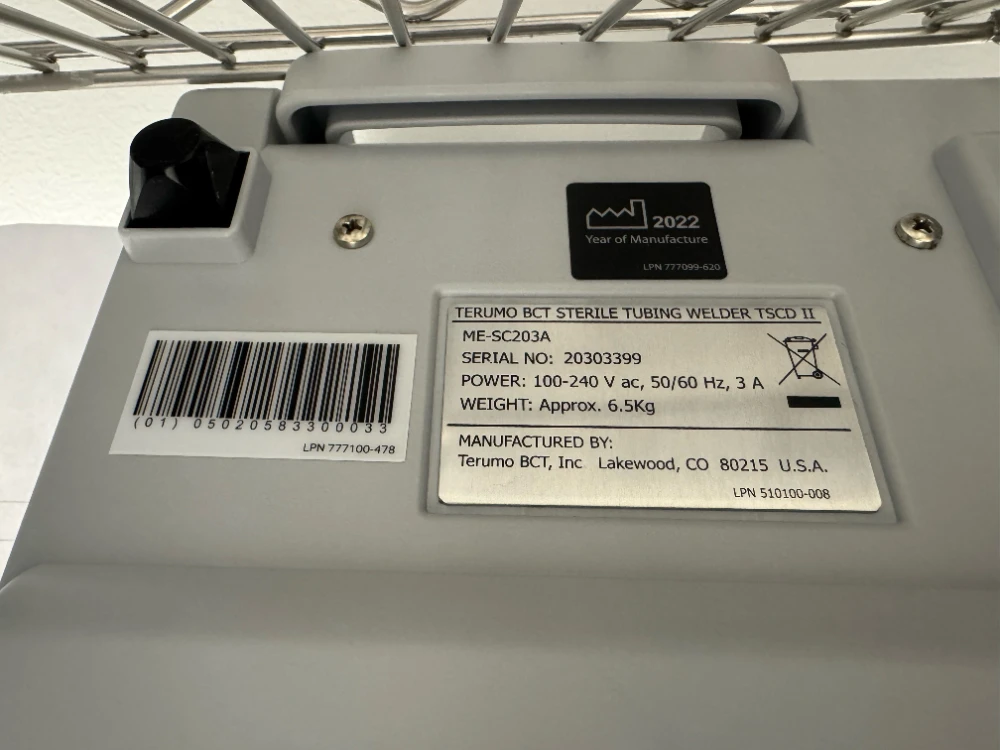 2022
Year of Manufacture
LPN 777099-620
TERUMO BCT STERILE TUBING WELDER TSCD II
ME-SC203A
SERIAL NO: 20303399
POWER: 100-240 V ac, 50/60 Hz, 3 A
WEIGHT: Approx. 6.5Kg
MANUFACTURED BY:
Terumo BCT, Inc Lakewood, CO 80215 U.S.A.
LPN 510100-008
(01) 05020583300033
LPN 777100-478